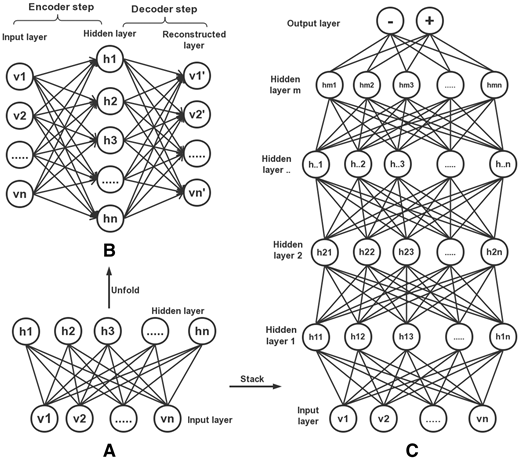 Encoder step
Decoder step
Input layer
Hidden layer
Reconstructed
layer
v1
v2
.....
vn
h1
h2
h3
.....
hn
v1'
v2'
.....
vn'
B
Unfold
Hidden layer
h1
h2
h3
.....
hn
v1
v2
.....
vn
Input layer
A
Stack
Output layer
-
+
Hidden
layer m
hm1
hm2
hm3
.....
hmn
Hidden
layer ..
h..1
h..2
h..3
.....
h..n
Hidden
layer 2
h21
h22
h23
.....
h2n
Hidden
layer 1
h11
h12
h13
.....
h1n
Input
layer
v1
v2
.....
vn
C